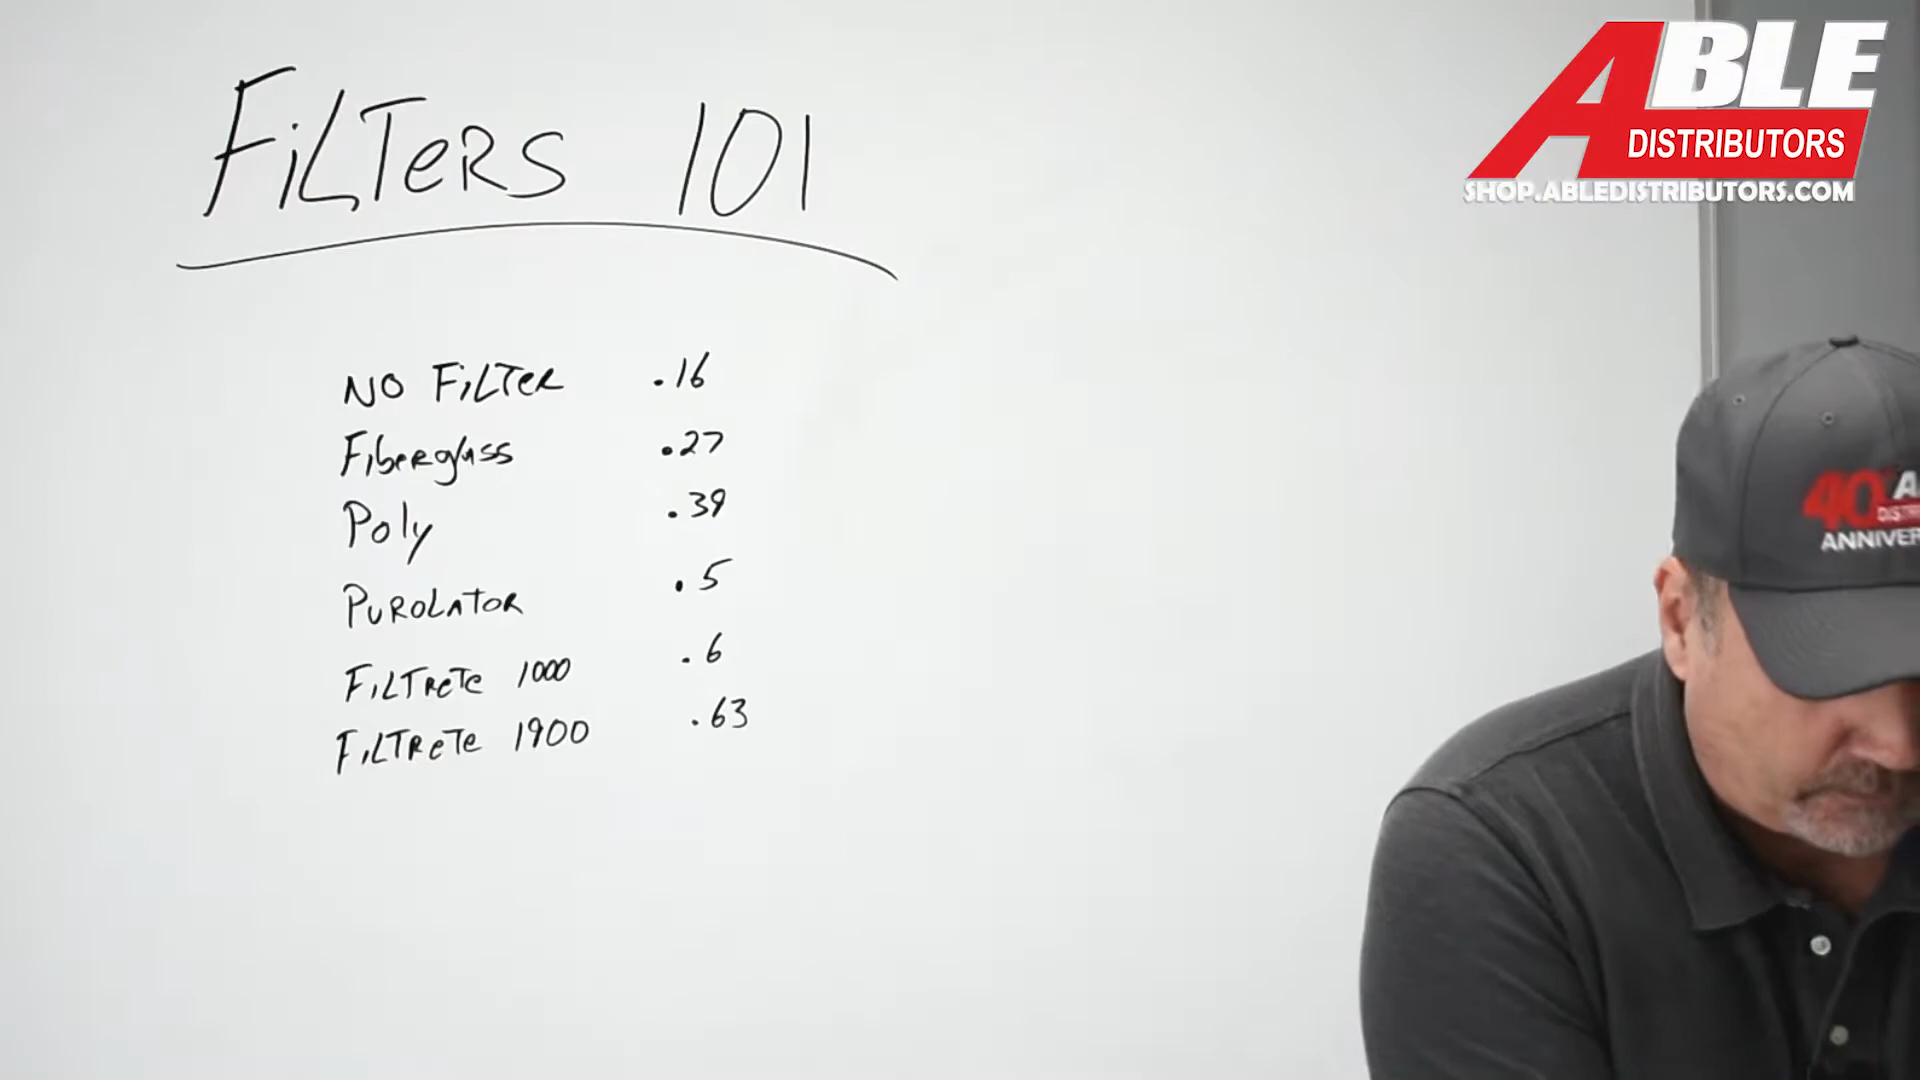 FiLTeRS 101
ABLE
DISTRIBUTORS
SHOP.ABLEDISTRIBUTORS.COM
NO FiLTeR .16
Fiberglass .27
Poly .39
PUROLATOR .5
FiLTReTe 1000 .6
FiLTReTe 1900 .63
40